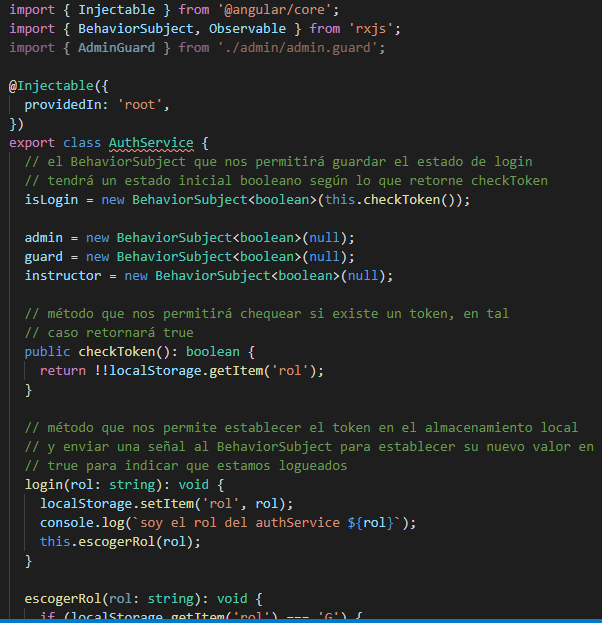 import { Injectable } from '@angular/core';
import { BehaviorSubject, Observable } from 'rxjs';
import { AdminGuard } from './admin/admin.guard';
@Injectable({
  providedIn: 'root',
})
export class AuthService {
  // el BehaviorSubject que nos permitirá guardar el estado de login
  // tendrá un estado inicial booleano según lo que retorne checkToken
  isLogin = new BehaviorSubject<boolean>(this.checkToken());
  admin = new BehaviorSubject<boolean>(null);
  guard = new BehaviorSubject<boolean>(null);
  instructor = new BehaviorSubject<boolean>(null);
  // método que nos permitirá chequear si existe un token, en tal
  // caso retornará true
  public checkToken(): boolean {
    return !!localStorage.getItem('rol');
  }
  // método que nos permite establecer el token en el almacenamiento local
  // y enviar una señal al BehaviorSubject para establecer su nuevo valor en
  // true para indicar que estamos logueados
  login(rol: string): void {
    localStorage.setItem('rol', rol);
    console.log(`soy el rol del authService ${rol}`);
    this.escogerRol(rol);
  }
  escogerRol(rol: string): void {
    if (localStorage.getItem('rol') === 'G') {